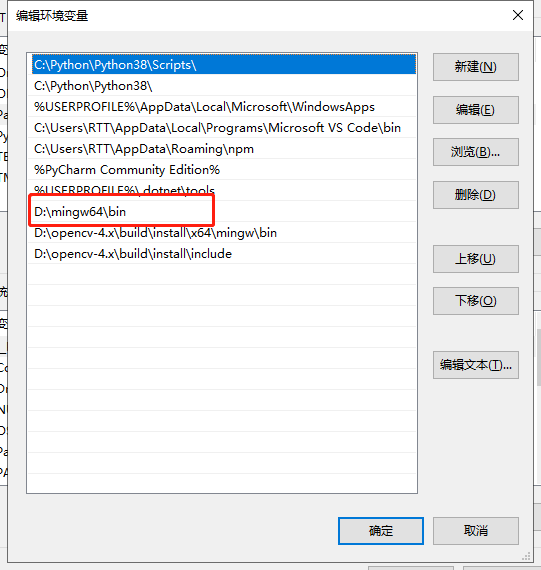 编辑环境变量
C:\Python\Python38\Scripts\
C:\Python\Python38\
%USERPROFILE%\AppData\Local\Microsoft\WindowsApps
C:\Users\RTT\AppData\Local\Programs\Microsoft VS Code\bin
C:\Users\RTT\AppData\Roaming\npm
%PyCharm Community Edition%
%USERPROFILE%\.dotnet\tools
D:\mingw64\bin
D:\opencv-4.x\build\install\x64\mingw\bin
D:\opencv-4.x\build\install\include
新建(N)
编辑(E)
浏览(B)...
删除(D)
上移(U)
下移(O)
编辑文本(T)...
确定
取消